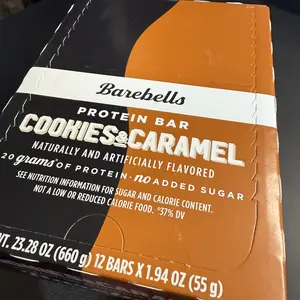 Barebells
PROTEIN BAR
COOKIES&CARAMEL
NATURALLY AND ARTIFICIALLY FLAVORED
20 grams OF PROTEIN - no ADDED SUGAR
SEE NUTRITION INFORMATION FOR SUGAR AND CALORIE CONTENT.
NOT A LOW OR REDUCED CALORIE FOOD. *37% DV
WT. 23.28 OZ (660 g) 12 BARS X 1.94 OZ (55 g)